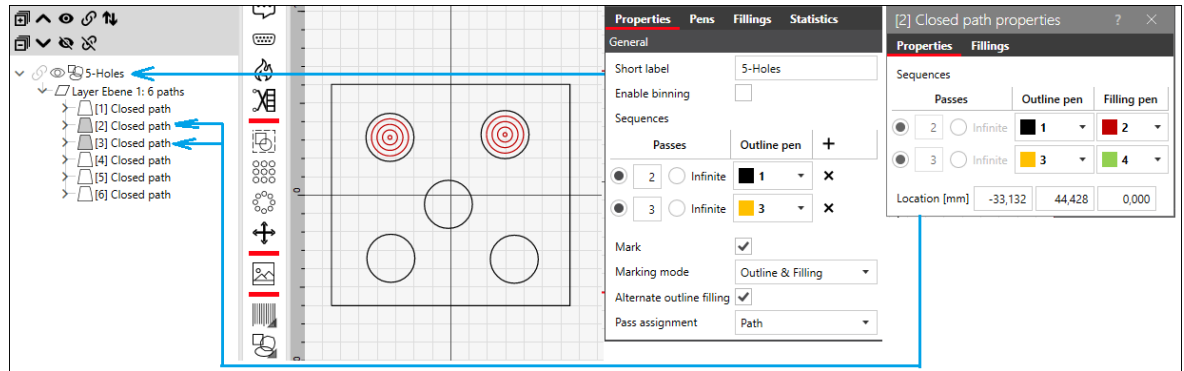 5-Holes
Layer Ebene 1: 6 paths
[1] Closed path
[2] Closed path
[3] Closed path
[4] Closed path
[5] Closed path
[6] Closed path
0
Properties Pens Fillings Statistics
General
Short label 5-Holes
Enable binning
Sequences
Passes Outline pen +
2 Infinite 1
3 Infinite 3
Mark
Marking mode Outline & Filling
Alternate outline filling
Pass assignment Path
[2] Closed path properties ? ×
Properties Fillings
Sequences
Passes Outline pen Filling pen
2 Infinite 1 2
3 Infinite 3 4
Location [mm] -33,132 44,428 0,000